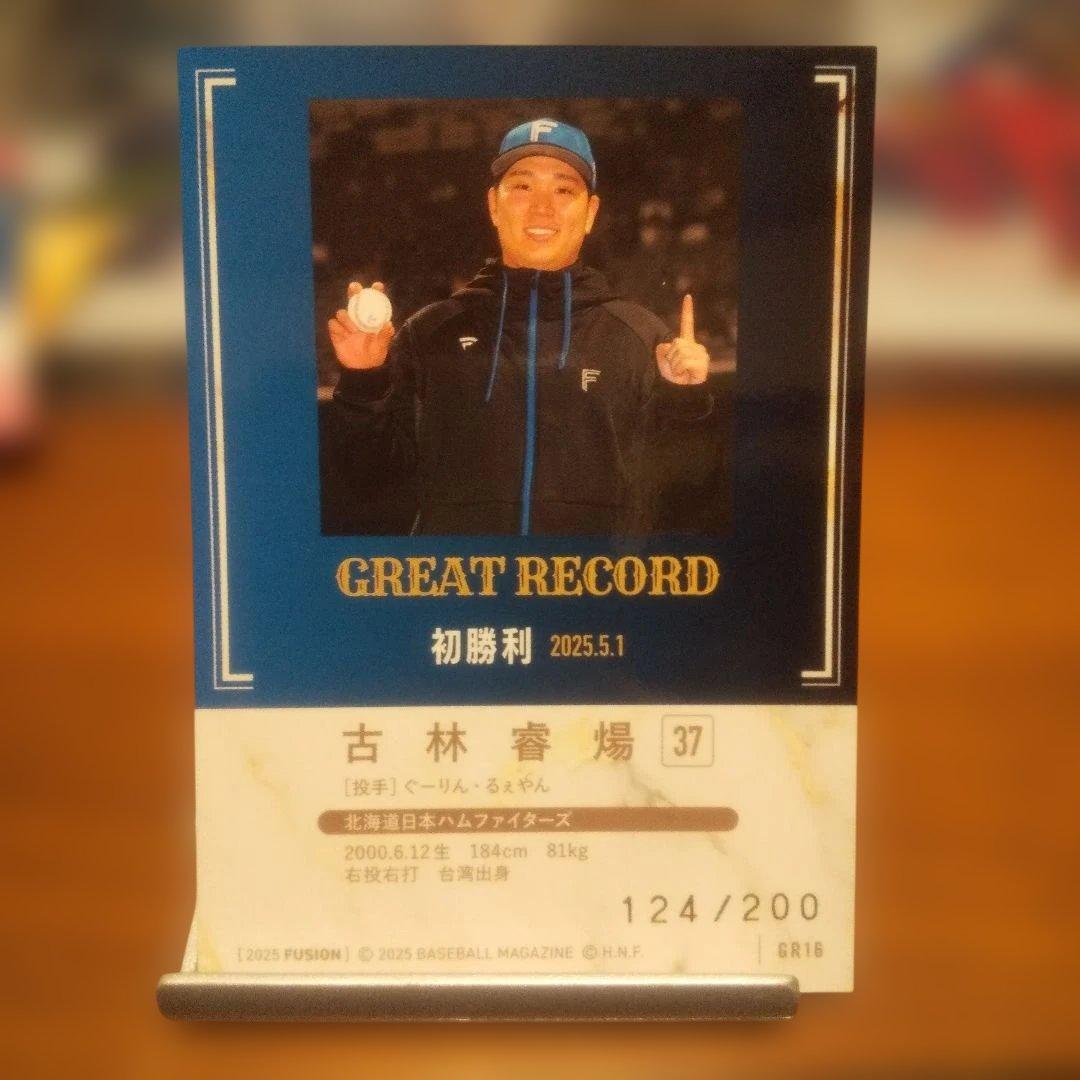 F
GREAT RECORD
初勝利 2025.5.1
古林睿煬 37
[投手]ぐーりん・るぇやん
北海道日本ハムファイターズ
2000.6.12生 184cm 81kg
右投右打 台湾出身
124/200
[2025 FUSION] © 2025 BASEBALL MAGAZINE © H.N.F.
GR16